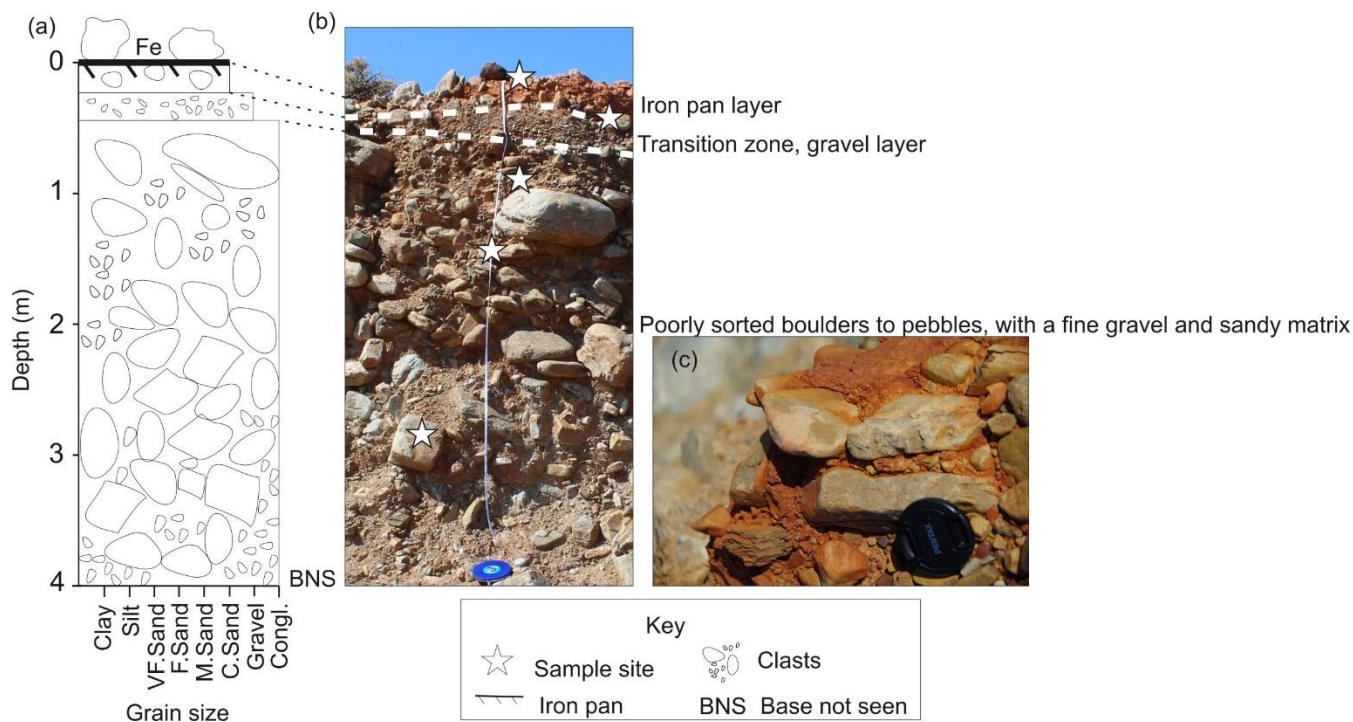 (a)
Fe
0
1
2
3
4
Depth (m)
BNS
Clay
Silt
VF.Sand
F.Sand
M.Sand
C.Sand
Gravel
Congl.
Grain size
(b)
Iron pan layer
Transition zone, gravel layer
Poorly sorted boulders to pebbles, with a fine gravel and sandy matrix
(c)
PENTAX
Key
Sample site
Clasts
Iron pan
BNS Base not seen